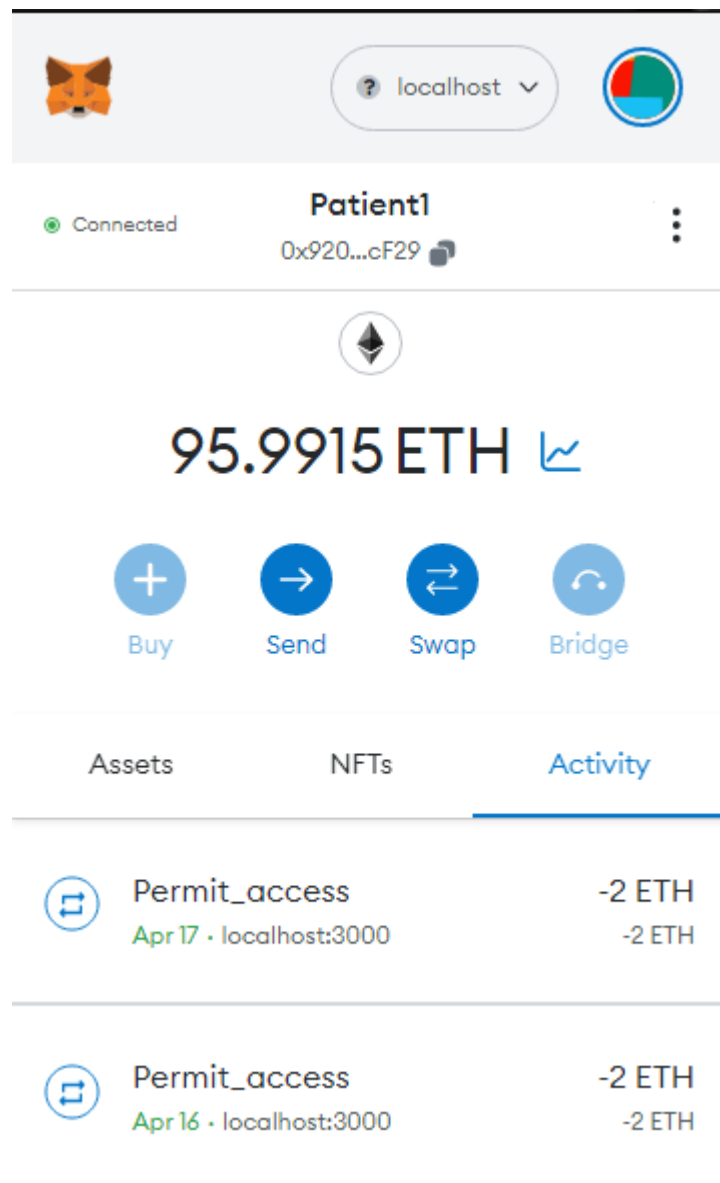 ? localhost
Connected
Patient1
0x920...cF29
95.9915 ETH
Buy Send Swap Bridge
Assets NFTs Activity
Permit_access -2 ETH
Apr 17 · localhost:3000 -2 ETH
Permit_access -2 ETH
Apr 16 · localhost:3000 -2 ETH